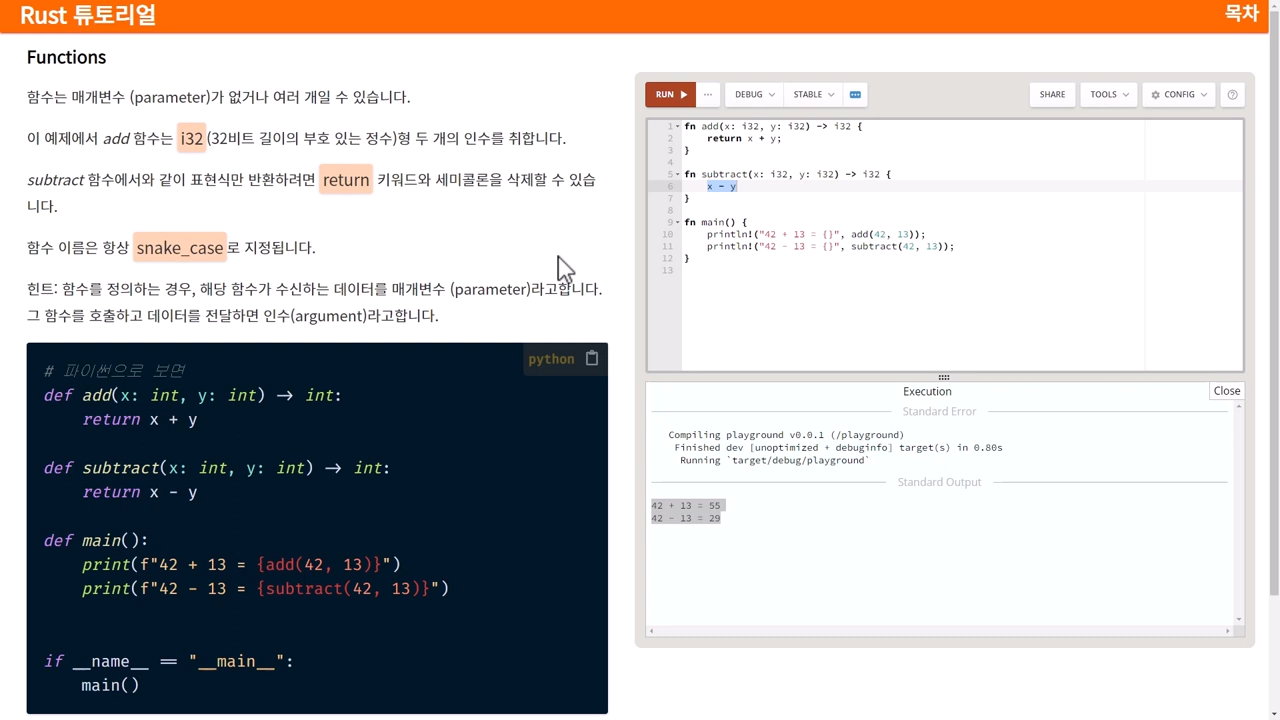 Rust 튜토리얼
목차
Functions
함수는 매개변수 (parameter)가 없거나 여러 개일 수 있습니다.
이 예제에서 add 함수는 i32(32비트 길이의 부호 있는 정수)형 두 개의 인수를 취합니다.
subtract 함수에서와 같이 표현식만 반환하려면 return 키워드와 세미콜론을 삭제할 수 있습
니다.
함수 이름은 항상 snake_case로 지정됩니다.
힌트: 함수를 정의하는 경우, 해당 함수가 수신하는 데이터를 매개변수 (parameter)라고합니다.
그 함수를 호출하고 데이터를 전달하면 인수(argument)라고합니다.
python
# 파이썬으로 보면
def add(x: int, y: int) -> int:
    return x + y
def subtract(x: int, y: int) -> int:
    return x - y
def main():
    print(f"42 + 13 = {add(42, 13)}")
    print(f"42 - 13 = {subtract(42, 13)}")
if __name__ == "__main__":
    main()
RUN ▶ ... DEBUG STABLE SHARE TOOLS CONFIG
1 fn add(x: i32, y: i32) -> i32 {
2     return x + y;
3 }
4
5 fn subtract(x: i32, y: i32) -> i32 {
6     x - y
7 }
8
9 fn main() {
10     println!("42 + 13 = {}", add(42, 13));
11     println!("42 - 13 = {}", subtract(42, 13));
12 }
13
Execution
Close
Standard Error
Compiling playground v0.0.1 (/playground)
Finished dev [unoptimized + debuginfo] target(s) in 0.80s
Running `target/debug/playground`
Standard Output
42 + 13 = 55
42 - 13 = 29